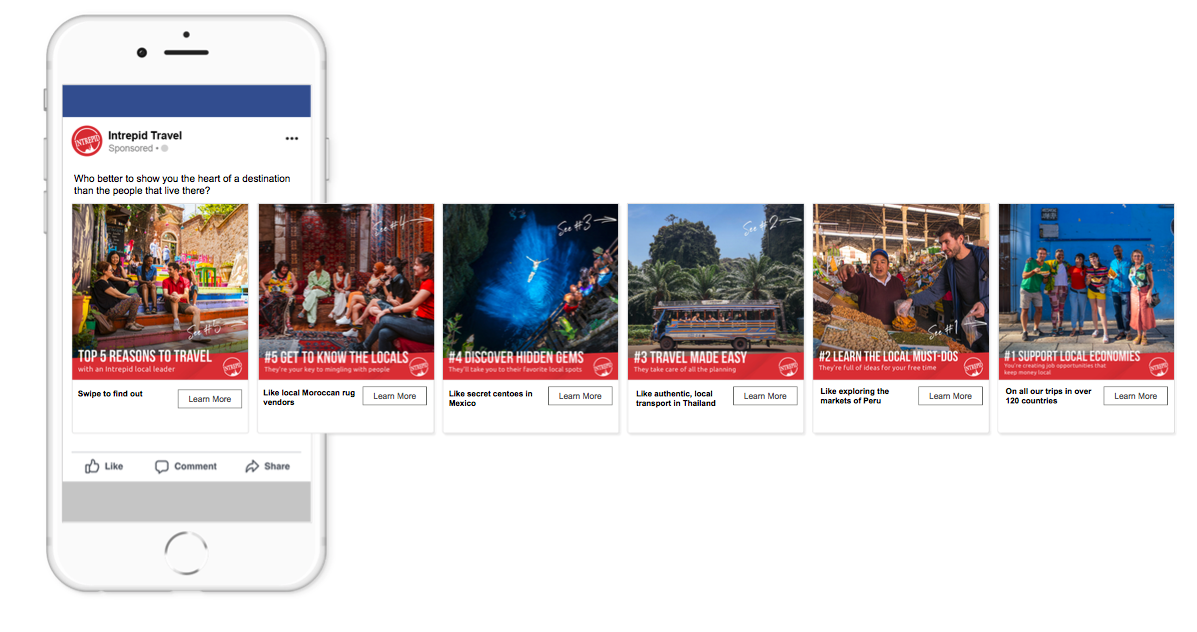 Intrepid Travel
Sponsored •
Who better to show you the heart of a destination
than the people that live there?
See #5
TOP 5 REASONS TO TRAVEL
with an Intrepid local leader
INTREPID
Swipe to find out
Learn More
See #4
#5 GET TO KNOW THE LOCALS
They're your key to mingling with people
INTREPID
Like local Moroccan rug
vendors
Learn More
See #3
#4 DISCOVER HIDDEN GEMS
They'll take you to their favorite local spots
INTREPID
Like secret centoes in
Mexico
Learn More
See #2
#3 TRAVEL MADE EASY
They take care of all the planning
INTREPID
Like authentic, local
transport in Thailand
Learn More
See #1
#2 LEARN THE LOCAL MUST-DOS
They're full of ideas for your free time
INTREPID
Like exploring the
markets of Peru
Learn More
#1 SUPPORT LOCAL ECONOMIES
You're creating job opportunities that
keep money local
INTREPID
On all our trips in over
120 countries
Learn More
INTREPID
Like
Comment
Share